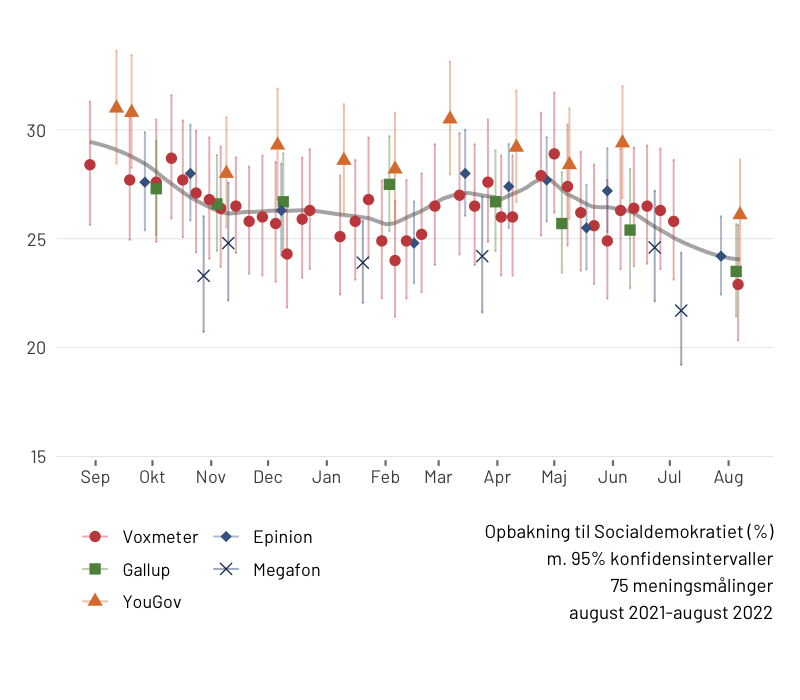 30
25
20
15
Sep Okt Nov Dec Jan Feb Mar Apr Maj Jun Jul Aug
Voxmeter Epinion
Gallup Megafon
YouGov
Opbakning til Socialdemokratiet (%)
m. 95% konfidensintervaller
75 meningsmålinger
august 2021-august 2022